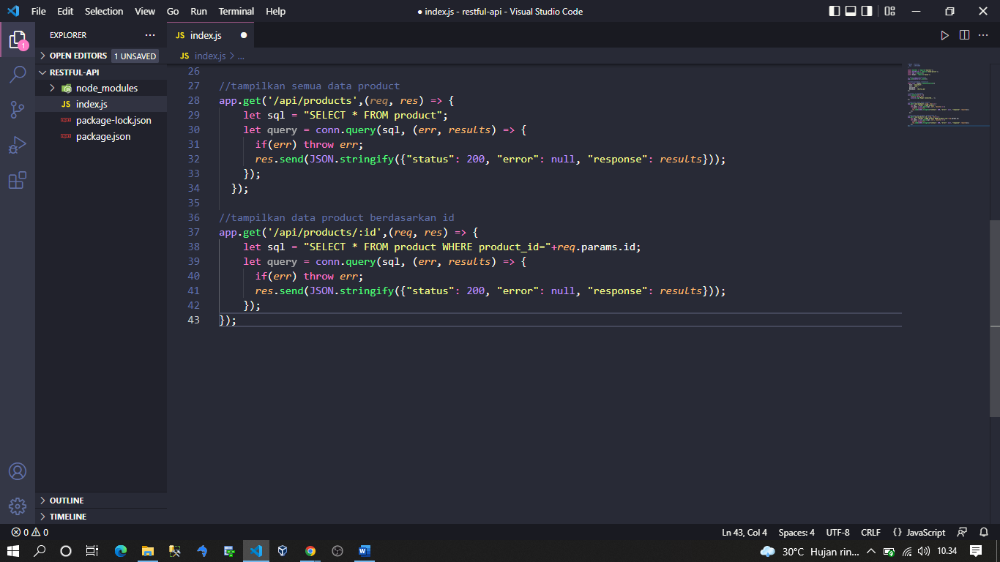 File Edit Selection View Go Run Terminal Help
● index.js - restful-api - Visual Studio Code
EXPLORER
JS index.js
1
OPEN EDITORS 1 UNSAVED
JS index.js > ...
RESTFUL-API
node_modules
JS index.js
package-lock.json
package.json
26
27 //tampilkan semua data product
28 app.get('/api/products',(req, res) => {
29 let sql = "SELECT * FROM product";
30 let query = conn.query(sql, (err, results) => {
31 if(err) throw err;
32 res.send(JSON.stringify({"status": 200, "error": null, "response": results}));
33 });
34 });
35
36 //tampilkan data product berdasarkan id
37 app.get('/api/products/:id',(req, res) => {
38 let sql = "SELECT * FROM product WHERE product_id="+req.params.id;
39 let query = conn.query(sql, (err, results) => {
40 if(err) throw err;
41 res.send(JSON.stringify({"status": 200, "error": null, "response": results}));
42 });
43 });
OUTLINE
TIMELINE
0 0
Ln 43, Col 4 Spaces: 4 UTF-8 CRLF {} JavaScript
30°C Hujan rin... 10.34